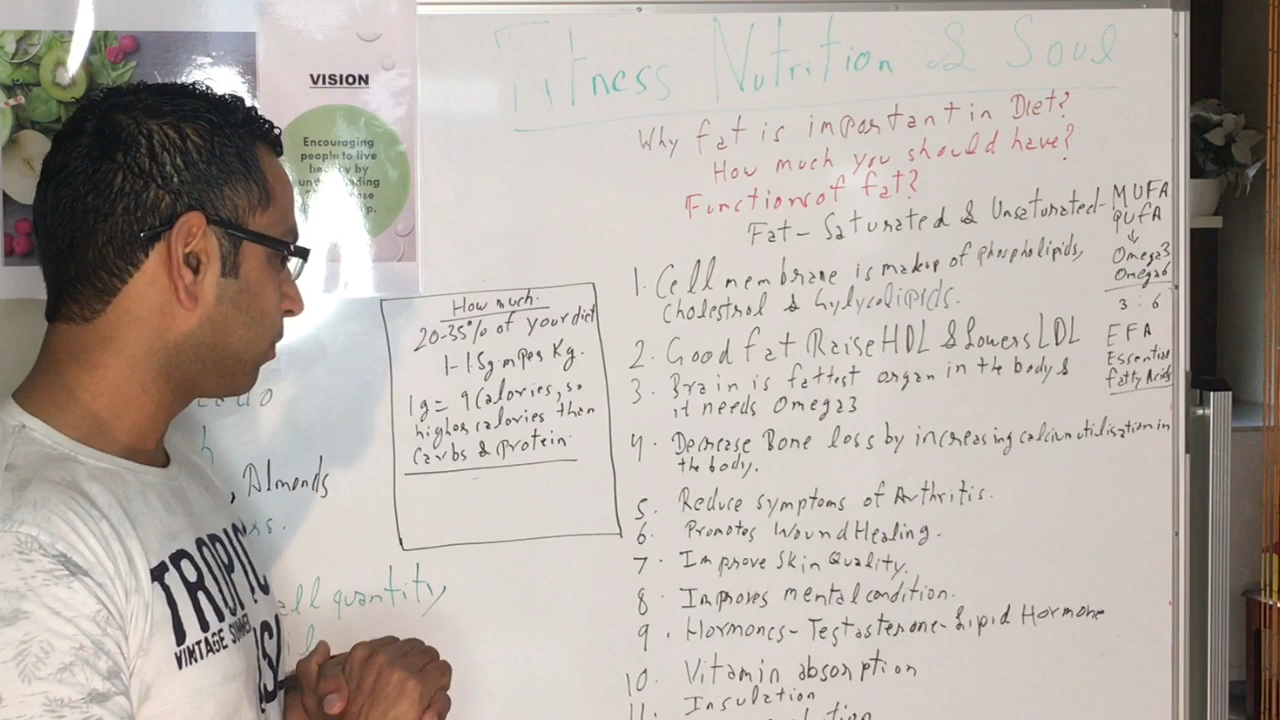 VISION
Encouraging
people to live
by
p.
Fitness Nutrition & Soul
Why fat is important in Diet?
How much you should have?
Functions of fat?
Fat - Saturated & Unsaturated - MUFA
PUFA
↓
Omega3
Omega6
3 : 6
EFA
Essential
fatty Acids
1. Cell membrane is makeup of phospholipids,
Cholestrol & Gylycolipids.
2. Good fat Raise HDL & Lowers LDL
3. Brain is fattest organ in the body &
it needs Omega3
4. Decrease Bone loss by increasing calcium utilisation in
the body.
5. Reduce symptoms of Arthritis.
6. Promotes Wound Healing.
7. Improve Skin Quality.
8. Improves mental condition.
9. Hormones - Testosterone - Lipid Hormone
10. Vitamin absorption
11. Insulation
How much.
20-35% of your diet
1-1.5gm per Kg.
1g = 9 Calories, so
higher calories than
Carbs & Protein.
, Almonds
quantity
TROPIC
VINTAGE SUMMER